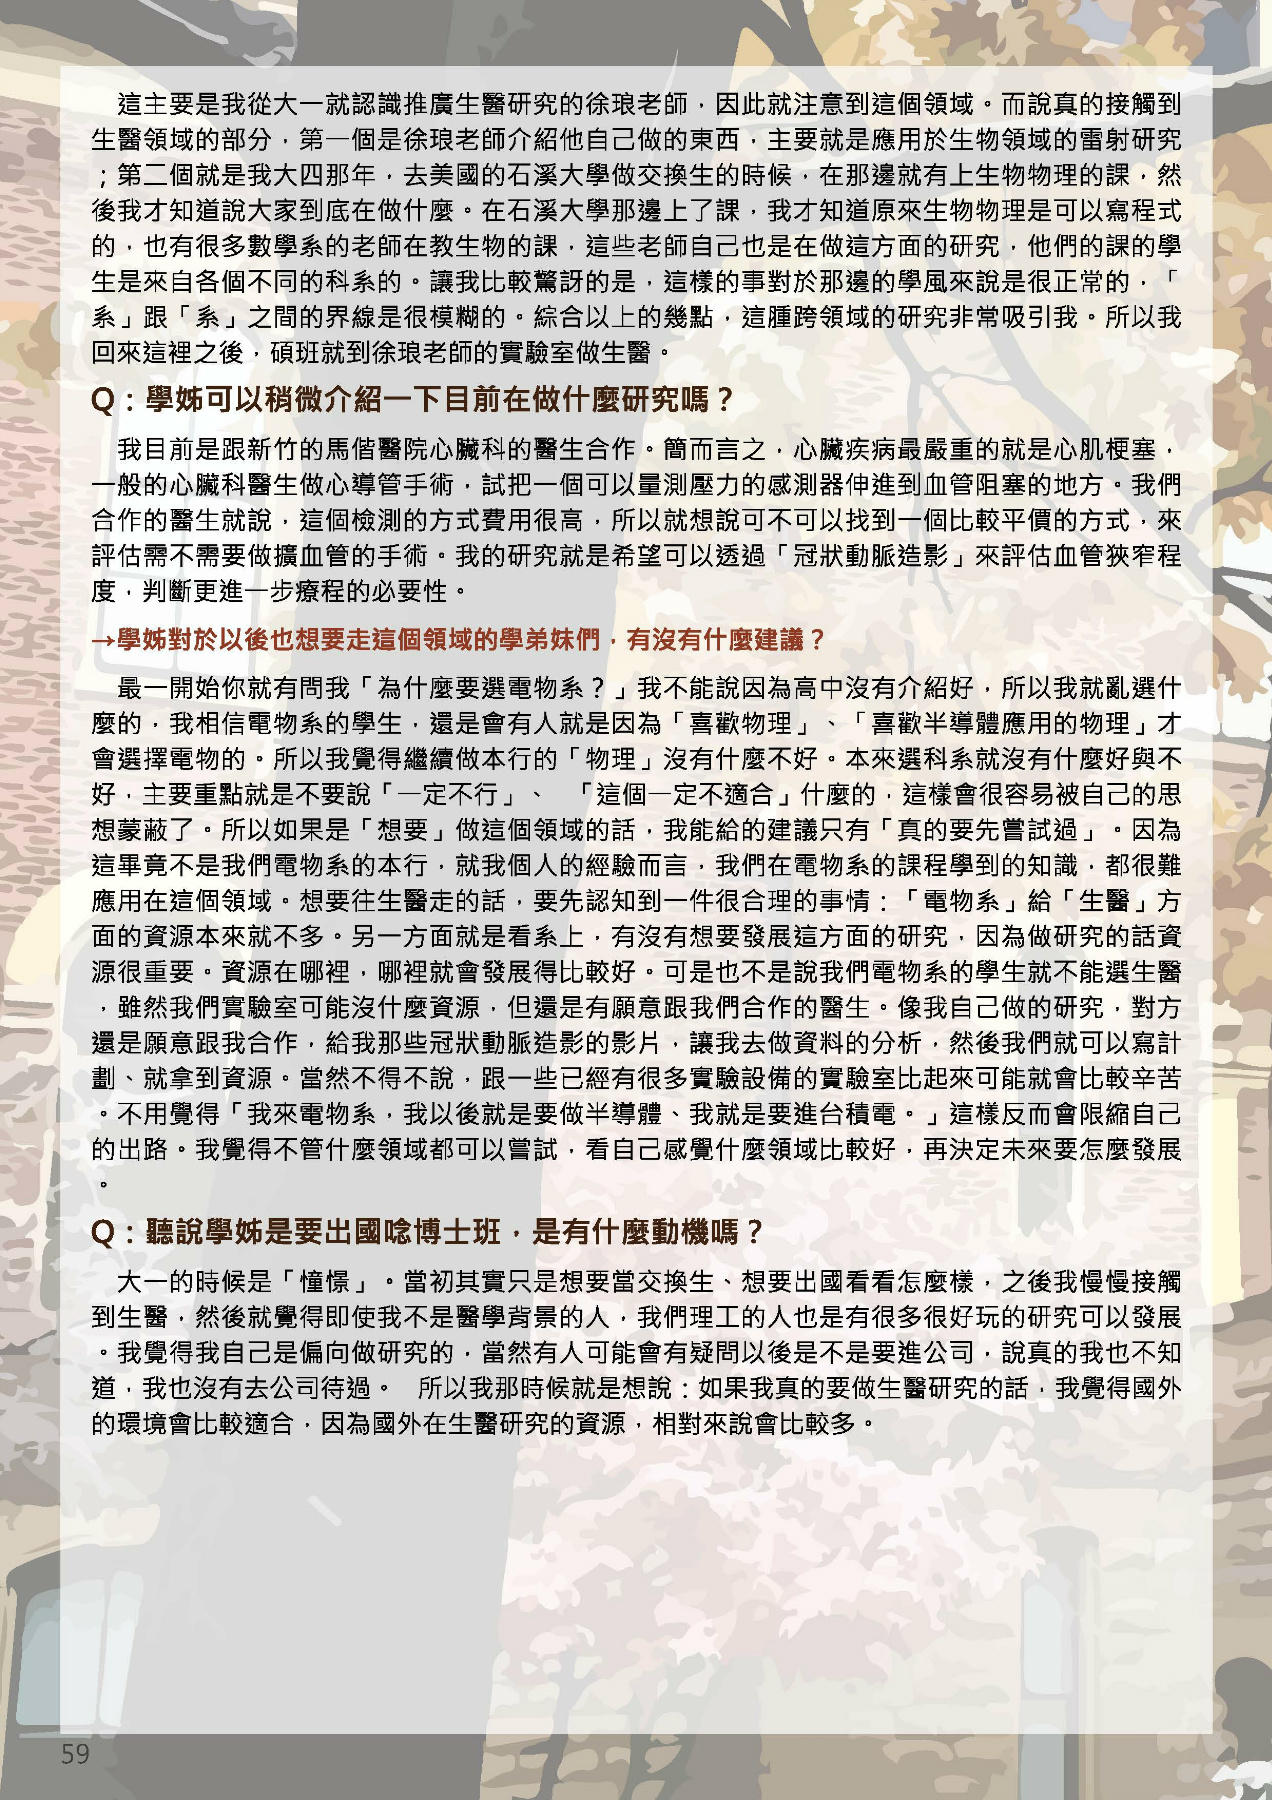 這主要是我從大一就認識推廣生醫研究的徐琅老師，因此就注意到這個領域。而說真的接觸到
生醫領域的部分，第一個是徐琅老師介紹他自己做的東西，主要就是應用於生物領域的雷射研究
；第二個就是我大四那年，去美國的石溪大學做交換生的時候，在那邊就有上生物物理的課，然
後我才知道說大家到底在做什麼。在石溪大學那邊上了課，我才知道原來生物物理是可以寫程式
的，也有很多數學系的老師在教生物的課，這些老師自己也是在做這方面的研究，他們的課的學
生是來自各個不同的科系的。讓我比較驚訝的是，這樣的事對於那邊的學風來說是很正常的，「
系」跟「系」之間的界線是很模糊的。綜合以上的幾點，這腫跨領域的研究非常吸引我。所以我
回來這裡之後，碩班就到徐琅老師的實驗室做生醫。
Q：學姊可以稍微介紹一下目前在做什麼研究嗎？
我目前是跟新竹的馬偕醫院心臟科的醫生合作。簡而言之，心臟疾病最嚴重的就是心肌梗塞，
一般的心臟科醫生做心導管手術，試把一個可以量測壓力的感測器伸進到血管阻塞的地方。我們
合作的醫生就說，這個檢測的方式費用很高，所以就想說可不可以找到一個比較平價的方式，來
評估需不需要做擴血管的手術。我的研究就是希望可以透過「冠狀動脈造影」來評估血管狹窄程
度，判斷更進一步療程的必要性。
→學姊對於以後也想要走這個領域的學弟妹們，有沒有什麼建議？
最一開始你就有問我「為什麼要選電物系？」我不能說因為高中沒有介紹好，所以我就亂選什
麼的，我相信電物系的學生，還是會有人就是因為「喜歡物理」、「喜歡半導體應用的物理」才
會選擇電物的。所以我覺得繼續做本行的「物理」沒有什麼不好。本來選科系就沒有什麼好與不
好，主要重點就是不要說「一定不行」、 「這個一定不適合」什麼的，這樣會很容易被自己的思
想蒙蔽了。所以如果是「想要」做這個領域的話，我能給的建議只有「真的要先嘗試過」。因為
這畢竟不是我們電物系的本行，就我個人的經驗而言，我們在電物系的課程學到的知識，都很難
應用在這個領域。想要往生醫走的話，要先認知到一件很合理的事情：「電物系」給「生醫」方
面的資源本來就不多。另一方面就是看系上，有沒有想要發展這方面的研究，因為做研究的話資
源很重要。資源在哪裡，哪裡就會發展得比較好。可是也不是說我們電物系的學生就不能選生醫
，雖然我們實驗室可能沒什麼資源，但還是有願意跟我們合作的醫生。像我自己做的研究，對方
還是願意跟我合作，給我那些冠狀動脈造影的影片，讓我去做資料的分析，然後我們就可以寫計
劃、就拿到資源。當然不得不說，跟一些已經有很多實驗設備的實驗室比起來可能就會比較辛苦
。不用覺得「我來電物系，我以後就是要做半導體、我就是要進台積電。」這樣反而會限縮自己
的出路。我覺得不管什麼領域都可以嘗試，看自己感覺什麼領域比較好，再決定未來要怎麼發展
。
Q：聽說學姊是要出國唸博士班，是有什麼動機嗎？
大一的時候是「憧憬」。當初其實只是想要當交換生、想要出國看看怎麼樣，之後我慢慢接觸
到生醫，然後就覺得即使我不是醫學背景的人，我們理工的人也是有很多很好玩的研究可以發展
。我覺得我自己是偏向做研究的，當然有人可能會有疑問以後是不是要進公司，說真的我也不知
道，我也沒有去公司待過。 所以我那時候就是想說：如果我真的要做生醫研究的話，我覺得國外
的環境會比較適合，因為國外在生醫研究的資源，相對來說會比較多。
59